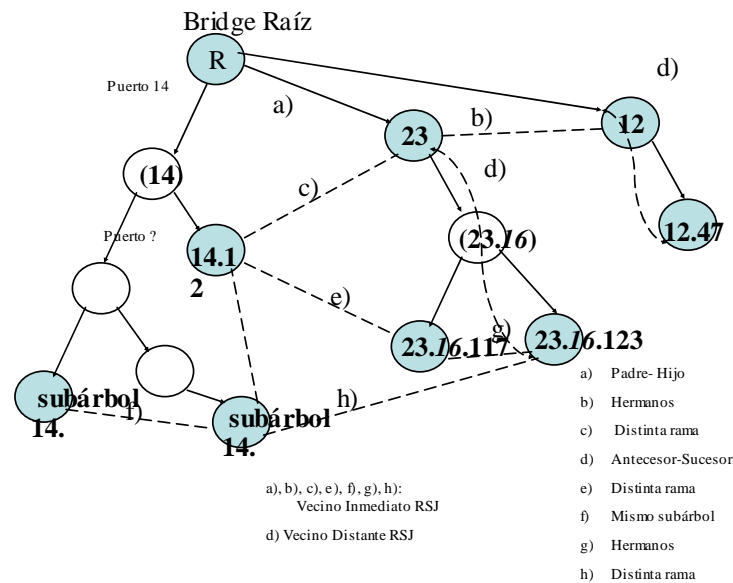 Bridge Raíz
R
d)
Puerto 14
a)
b)
12
23
d)
(14)
c)
Puerto ?
(23.16)
12.47
14.1
2
e)
g)
23.16.117
23.16.123
subárbol
14.
f)
subárbol
14.
h)
a) Padre- Hijo
b) Hermanos
c) Distinta rama
d) Antecesor-Sucesor
e) Distinta rama
f) Mismo subárbol
g) Hermanos
h) Distinta rama
a), b), c), e), f), g), h):
Vecino Inmediato RSJ
d) Vecino Distante RSJ